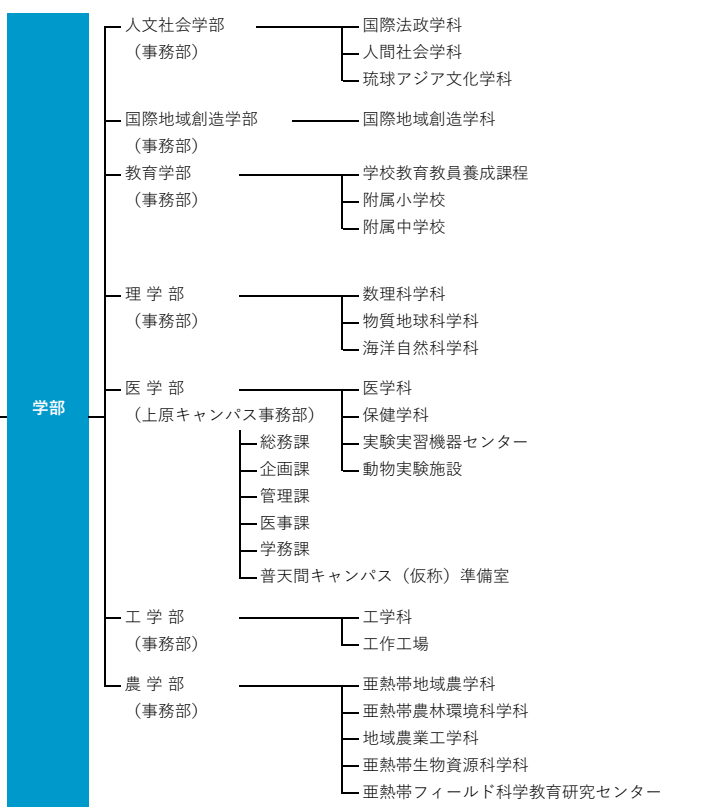 学部
人文社会学部 国際法政学科
（事務部） 人間社会学科
琉球アジア文化学科
国際地域創造学部 国際地域創造学科
（事務部）
教育学部 学校教育教員養成課程
（事務部） 附属小学校
附属中学校
理 学 部 数理科学科
（事務部） 物質地球科学科
海洋自然科学科
医 学 部 医学科
（上原キャンパス事務部） 保健学科
総務課 実験実習機器センター
企画課 動物実験施設
管理課
医事課
学務課
普天間キャンパス（仮称）準備室
工 学 部 工学科
（事務部） 工作工場
農 学 部 亜熱帯地域農学科
（事務部） 亜熱帯農林環境科学科
地域農業工学科
亜熱帯生物資源科学科
亜熱帯フィールド科学教育研究センター